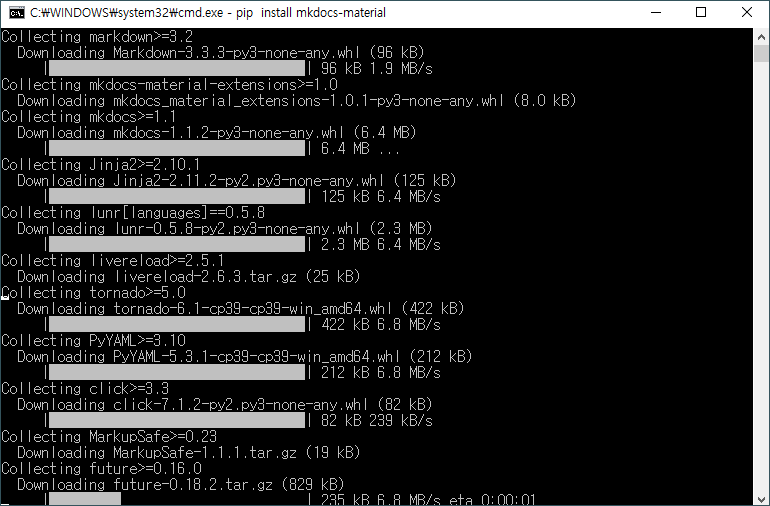 C:₩WINDOWS₩system32₩cmd.exe - pip  install mkdocs-material
Collecting markdown>=3.2
  Downloading Markdown-3.3.3-py3-none-any.whl (96 kB)
     |                                | 96 kB 1.9 MB/s
Collecting mkdocs-material-extensions>=1.0
  Downloading mkdocs_material_extensions-1.0.1-py3-none-any.whl (8.0 kB)
Collecting mkdocs>=1.1
  Downloading mkdocs-1.1.2-py3-none-any.whl (6.4 MB)
     |                                | 6.4 MB ...
Collecting Jinja2>=2.10.1
  Downloading Jinja2-2.11.2-py2.py3-none-any.whl (125 kB)
     |                                | 125 kB 6.4 MB/s
Collecting lunr[languages]==0.5.8
  Downloading lunr-0.5.8-py2.py3-none-any.whl (2.3 MB)
     |                                | 2.3 MB 6.4 MB/s
Collecting livereload>=2.5.1
  Downloading livereload-2.6.3.tar.gz (25 kB)
Collecting tornado>=5.0
  Downloading tornado-6.1-cp39-cp39-win_amd64.whl (422 kB)
     |                                | 422 kB 6.8 MB/s
Collecting PyYAML>=3.10
  Downloading PyYAML-5.3.1-cp39-cp39-win_amd64.whl (212 kB)
     |                                | 212 kB 6.8 MB/s
Collecting click>=3.3
  Downloading click-7.1.2-py2.py3-none-any.whl (82 kB)
     |                                | 82 kB 239 kB/s
Collecting MarkupSafe>=0.23
  Downloading MarkupSafe-1.1.1.tar.gz (19 kB)
Collecting future>=0.16.0
  Downloading future-0.18.2.tar.gz (829 kB)
     |                                | 235 kB 6.8 MB/s eta 0:00:01